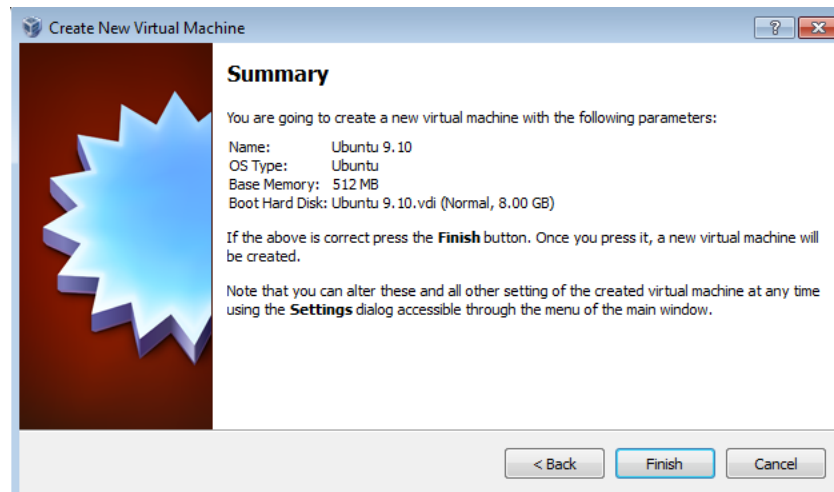 Create New Virtual Machine
Summary
You are going to create a new virtual machine with the following parameters:
Name: Ubuntu 9.10
OS Type: Ubuntu
Base Memory: 512 MB
Boot Hard Disk: Ubuntu 9.10.vdi (Normal, 8.00 GB)
If the above is correct press the Finish button. Once you press it, a new virtual machine will
be created.
Note that you can alter these and all other setting of the created virtual machine at any time
using the Settings dialog accessible through the menu of the main window.
< Back Finish Cancel